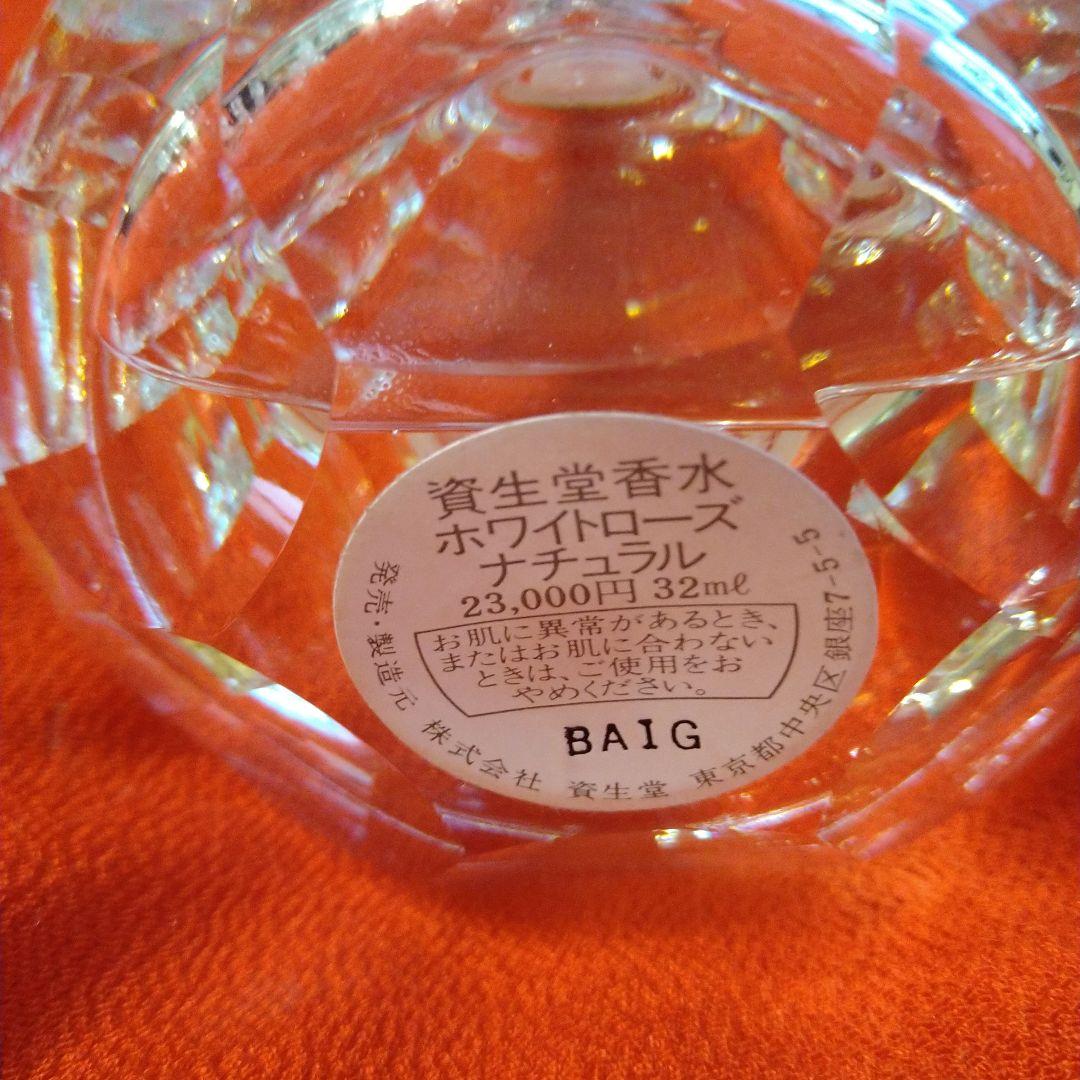 資生堂香水
ホワイトローズ
ナチュラル
23,000円 32mℓ
お肌に異常があるとき、
またはお肌に合わない
ときは、ご使用をお
やめください。
BAIG
発売・製造元 株式会社 資生堂 東京都中央区銀座7-5-5